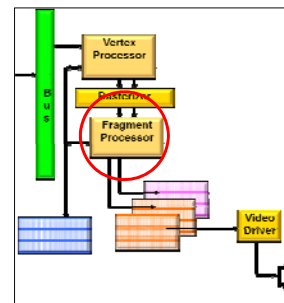 Bus
Vertex
Processor
Rasterizer
Fragment
Processor
Video
Driver